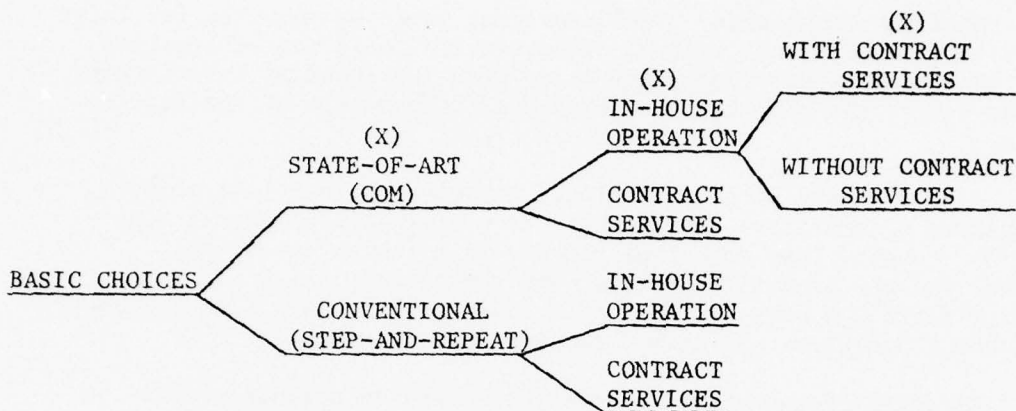 (X)
WITH CONTRACT
SERVICES
(X)
IN-HOUSE
OPERATION
(X)
STATE-OF-ART
(COM)
WITHOUT CONTRACT
SERVICES
CONTRACT
SERVICES
BASIC CHOICES
IN-HOUSE
OPERATION
CONVENTIONAL
(STEP-AND-REPEAT)
CONTRACT
SERVICES